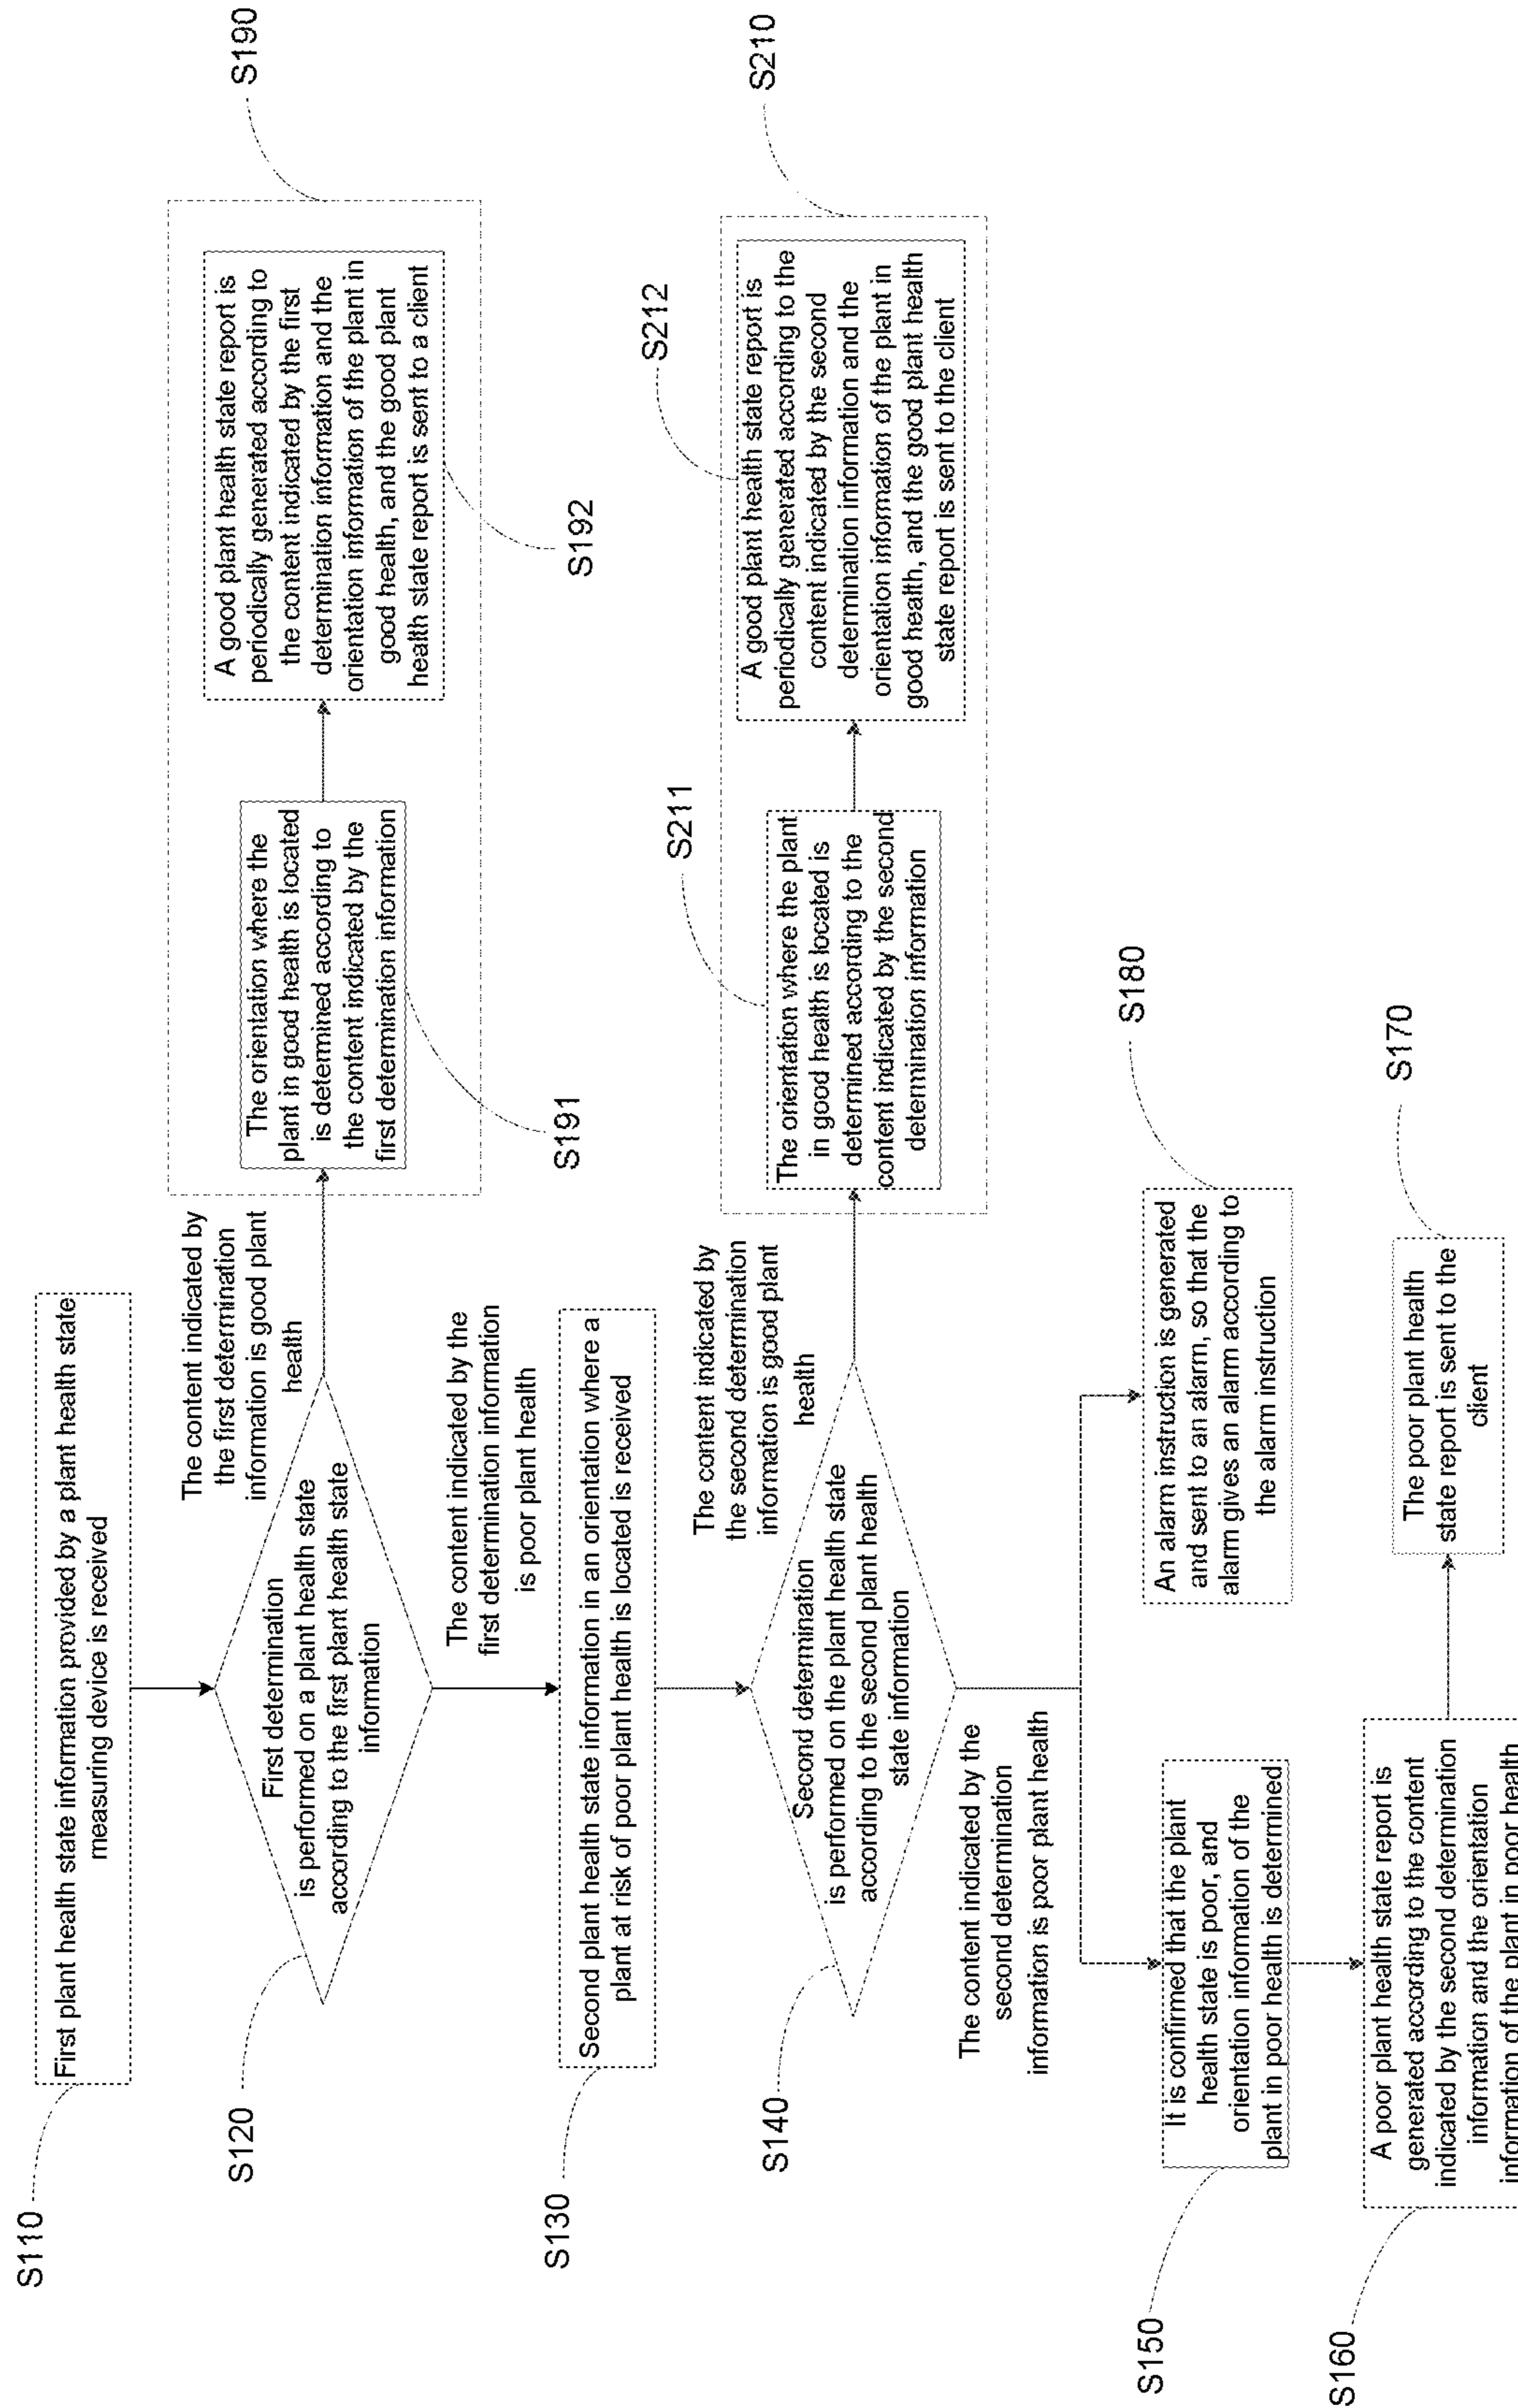 S110
First plant health state information provided by a plant health state
measuring device is received
S120
First determination
is performed on a plant health state
according to the first plant health state
information
The content indicated by
the first determination
information is good plant
health
S190
The orientation where the
plant in good health is located
is determined according to
the content indicated by the
first determination information
S191
A good plant health state report is
periodically generated according to
the content indicated by the first
determination information and the
orientation information of the plant in
good health, and the good plant
health state report is sent to a client
S192
The content indicated by the
first determination information
is poor plant health
S130
Second plant health state information in an orientation where a
plant at risk of poor plant health is located is received
S140
Second determination
is performed on the plant health state
according to the second plant health
state information
The content indicated by
the second determination
information is good plant
health
S210
S211
The orientation where the plant
in good health is located is
determined according to the
content indicated by the second
determination information
S212
A good plant health state report is
periodically generated according to the
content indicated by the second
determination information and the
orientation information of the plant in
good health, and the good plant health
state report is sent to the client
The content indicated by the
second determination
information is poor plant health
S150
It is confirmed that the plant
health state is poor, and
orientation information of the
plant in poor health is determined
S180
An alarm instruction is generated
and sent to an alarm, so that the
alarm gives an alarm according to
the alarm instruction
S160
A poor plant health state report is
generated according to the content
indicated by the second determination
information and the orientation
information of the plant in poor health
S170
The poor plant health
state report is sent to the
client